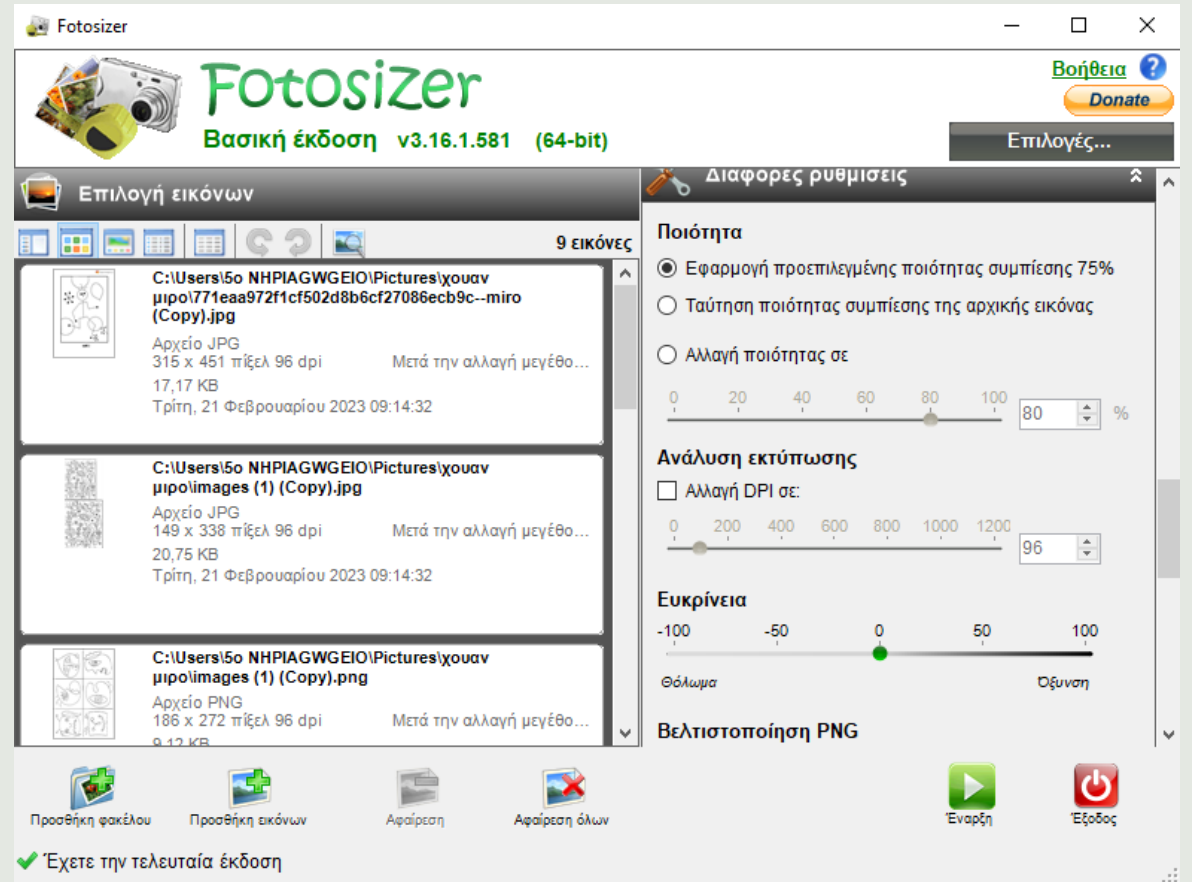 Fotosizer
Fotosizer
Βασική έκδοση v3.16.1.581 (64-bit)
Βοήθεια
Donate
Επιλογές...
Επιλογή εικόνων
9 εικόνες
C:\Users\5ο NHPIAGWGEIO\Pictures\χουαν
μιρο\771eaa972f1cf502d8b6cf27086ecb9c--miro
(Copy).jpg
Αρχείο JPG
315 x 451 πίξελ 96 dpi Μετά την αλλαγή μεγέθο...
17,17 KB
Τρίτη, 21 Φεβρουαρίου 2023 09:14:32
C:\Users\5ο NHPIAGWGEIO\Pictures\χουαν
μιρο\images (1) (Copy).jpg
Αρχείο JPG
149 x 338 πίξελ 96 dpi Μετά την αλλαγή μεγέθο...
20,75 KB
Τρίτη, 21 Φεβρουαρίου 2023 09:14:32
C:\Users\5ο NHPIAGWGEIO\Pictures\χουαν
μιρο\images (1) (Copy).png
Αρχείο PNG
186 x 272 πίξελ 96 dpi Μετά την αλλαγή μεγέθο...
9,12 KB
Διάφορες ρυθμίσεις
Ποιότητα
Εφαρμογή προεπιλεγμένης ποιότητας συμπίεσης 75%
Ταύτηση ποιότητας συμπίεσης της αρχικής εικόνας
Αλλαγή ποιότητας σε
0 20 40 60 80 100
80 %
Ανάλυση εκτύπωσης
Αλλαγή DPI σε:
0 200 400 600 800 1000 1200
96
Ευκρίνεια
-100 -50 0 50 100
Θόλωμα Όξυνση
Βελτιστοποίηση PNG
Προσθήκη φακέλου
Προσθήκη εικόνων
Αφαίρεση
Αφαίρεση όλων
Έναρξη
Έξοδος
Έχετε την τελευταία έκδοση